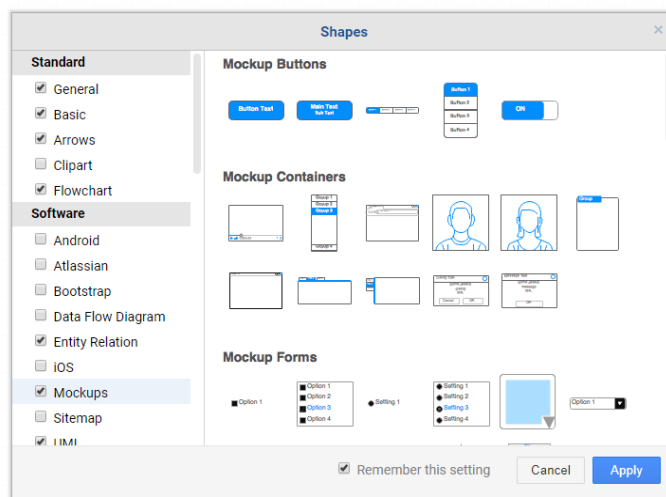 Shapes
Standard
General
Basic
Arrows
Clipart
Flowchart
Software
Android
Atlassian
Bootstrap
Data Flow Diagram
Entity Relation
iOS
Mockups
Sitemap
UML
Mockup Buttons
Button Text
Main Text
Sub Text
Button 1
Button 2
Button 3
Button 4
ON
Mockup Containers
Group 1
Group 2
Group 3
Group 4
Group
Cancel
OK
OK
Mockup Forms
Option 1
Option 1
Option 2
Option 3
Option 4
Setting 1
Setting 1
Setting 2
Setting 3
Setting 4
Option 1
Remember this setting
Cancel
Apply